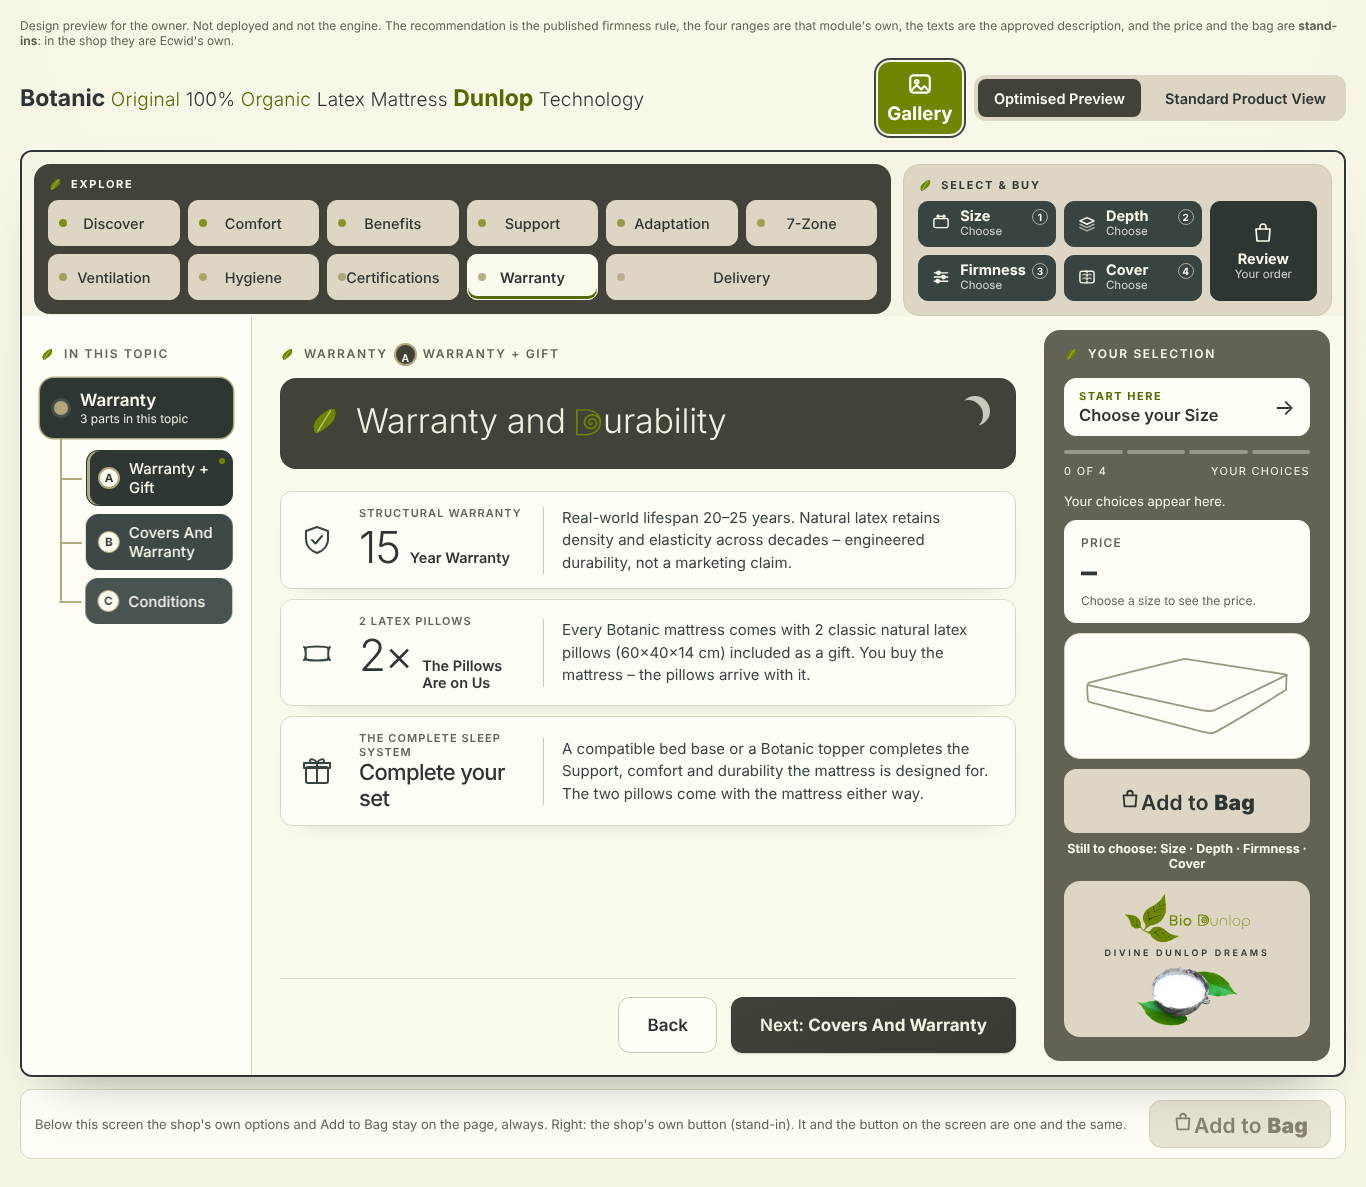 Design preview for the owner. Not deployed and not the engine. The recommendation is the published firmness rule, the four ranges are that module's own, the texts are the approved description, and the price and the bag are stand-
ins: in the shop they are Ecwid's own.
Botanic Original 100% Organic Latex Mattress Dunlop Technology
Gallery
Optimised Preview
Standard Product View
EXPLORE
Discover
Comfort
Benefits
Support
Adaptation
7-Zone
Ventilation
Hygiene
Certifications
Warranty
Delivery
SELECT & BUY
Size
Choose
1
Depth
Choose
2
Firmness
Choose
3
Cover
Choose
4
Review
Your order
IN THIS TOPIC
Warranty
3 parts in this topic
A
Warranty +
Gift
B
Covers And
Warranty
C
Conditions
WARRANTY A WARRANTY + GIFT
Warranty and Durability
STRUCTURAL WARRANTY
15 Year Warranty
Real-world lifespan 20–25 years. Natural latex retains
density and elasticity across decades – engineered
durability, not a marketing claim.
2 LATEX PILLOWS
2× The Pillows
Are on Us
Every Botanic mattress comes with 2 classic natural latex
pillows (60×40×14 cm) included as a gift. You buy the
mattress – the pillows arrive with it.
THE COMPLETE SLEEP
SYSTEM
Complete your
set
A compatible bed base or a Botanic topper completes the
Support, comfort and durability the mattress is designed for.
The two pillows come with the mattress either way.
Back
Next: Covers And Warranty
YOUR SELECTION
START HERE
Choose your Size
0 OF 4
YOUR CHOICES
Your choices appear here.
PRICE
–
Choose a size to see the price.
Add to Bag
Still to choose: Size · Depth · Firmness ·
Cover
Bio Dunlop
DIVINE DUNLOP DREAMS
Below this screen the shop's own options and Add to Bag stay on the page, always. Right: the shop's own button (stand-in). It and the button on the screen are one and the same.
Add to Bag